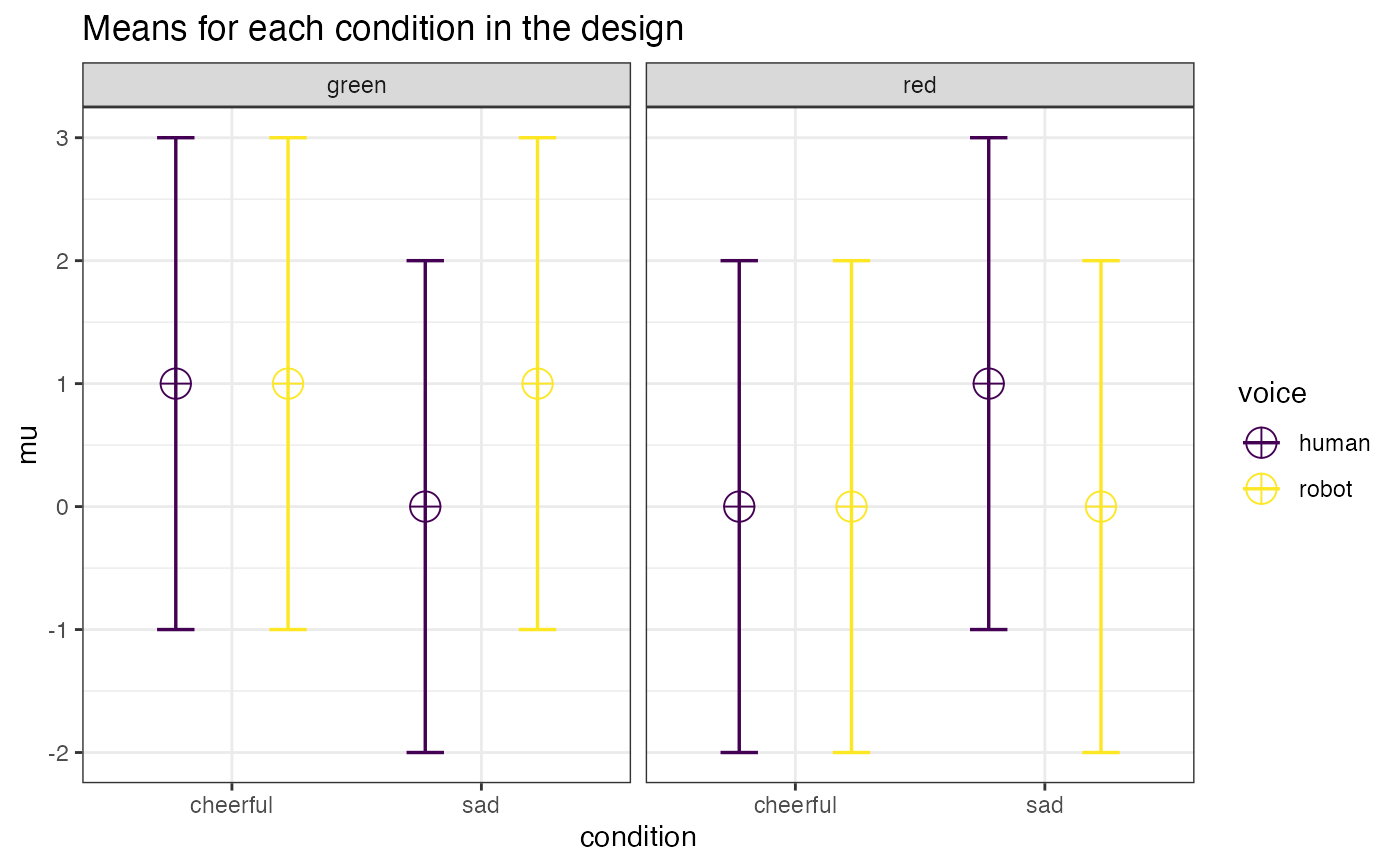 Means for each condition in the design
green
red
3
2
1
0
-1
-2
mu
cheerful
sad
cheerful
sad
condition
voice
human
robot